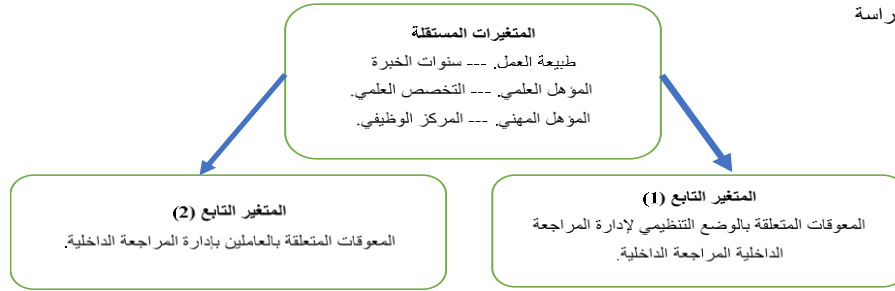 راسة
المتغيرات المستقلة
طبيعة العمل. --- سنوات الخبرة
المؤهل العلمي. --- التخصص العلمي.
المؤهل المهني. --- المركز الوظيفي.
المتغير التابع (1)
المعوقات المتعلقة بالوضع التنظيمي لإدارة المراجعة
الداخلية المراجعة الداخلية.
المتغير التابع (2)
المعوقات المتعلقة بالعاملين بإدارة المراجعة الداخلية.